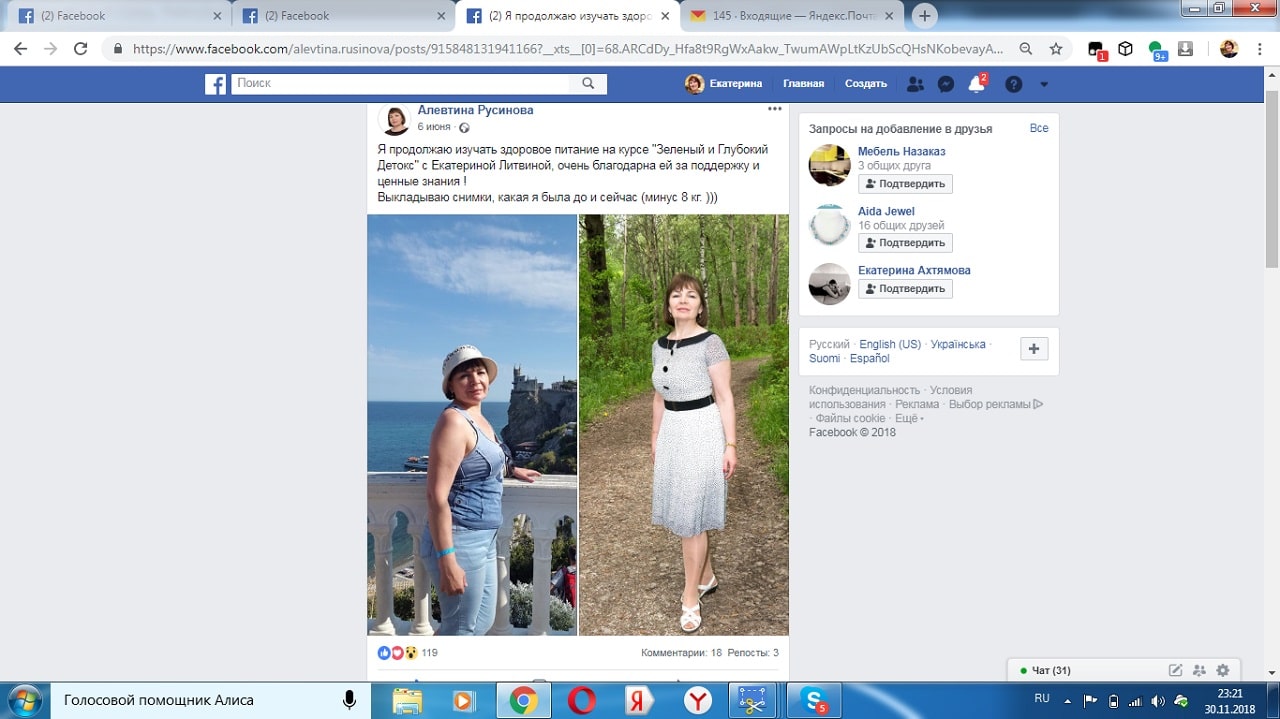 (2) Facebook
(2) Facebook
(2) Я продолжаю изучать здоро
145 · Входящие — Яндекс.Почт
https://www.facebook.com/alevtina.rusinova/posts/915848131941166?__xts__[0]=68.ARCdDy_Hfa8t9RgWxAakw_TwumAWpLtKzUbScQHsNKobevayA...
1
9+
Поиск
Екатерина
Главная
Создать
2
Алевтина Русинова
6 июня ·
Я продолжаю изучать здоровое питание на курсе "Зеленый и Глубокий
Детокс" с Екатериной Литвиной, очень благодарна ей за поддержку и
ценные знания !
Выкладываю снимки, какая я была до и сейчас (минус 8 кг. )))
119
Комментарии: 18 Репосты: 3
Запросы на добавление в друзья
Все
Мебель Назаказ
3 общих друга
Подтвердить
Aida Jewel
16 общих друзей
Подтвердить
Екатерина Ахтямова
Подтвердить
Русский · English (US) · Українська ·
Suomi · Español
Конфиденциальность · Условия
использования · Реклама · Выбор рекламы
· Файлы cookie · Ещё
Facebook © 2018
Чат (31)
Голосовой помощник Алиса
5
RU
23:21
30.11.2018